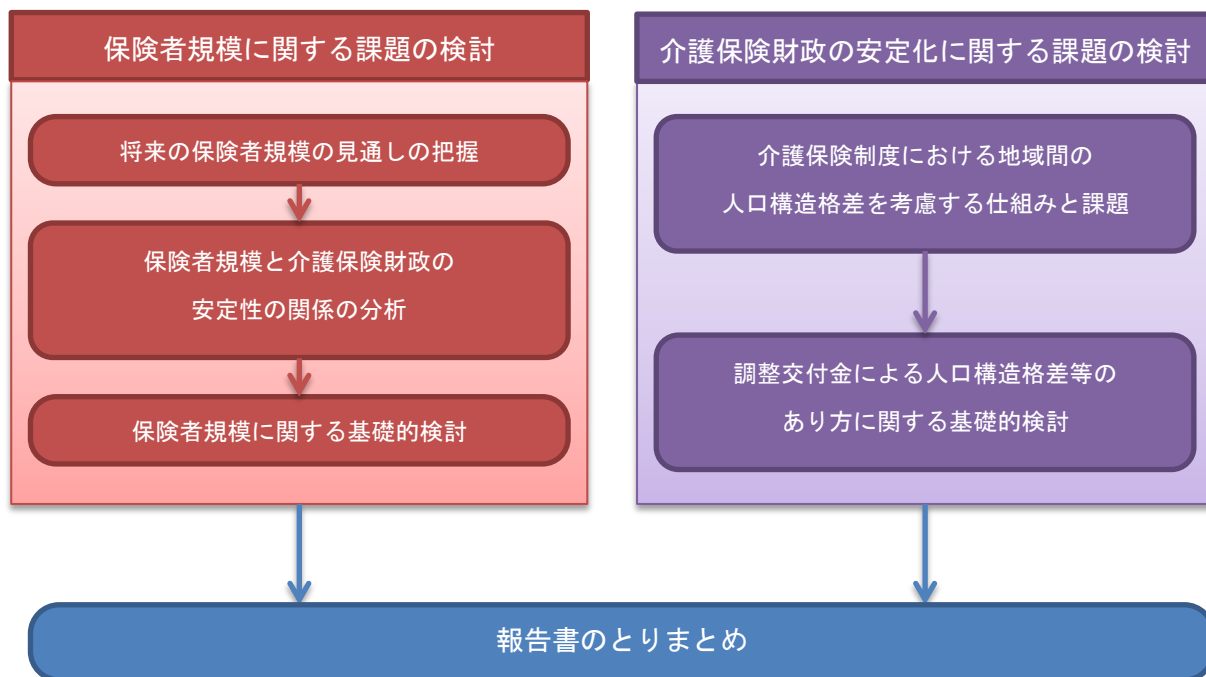 保険者規模に関する課題の検討
将来の保険者規模の見通しの把握
保険者規模と介護保険財政の
安定性の関係の分析
保険者規模に関する基礎的検討
介護保険財政の安定化に関する課題の検討
介護保険制度における地域間の
人口構造格差を考慮する仕組みと課題
調整交付金による人口構造格差等の
あり方に関する基礎的検討
報告書のとりまとめ